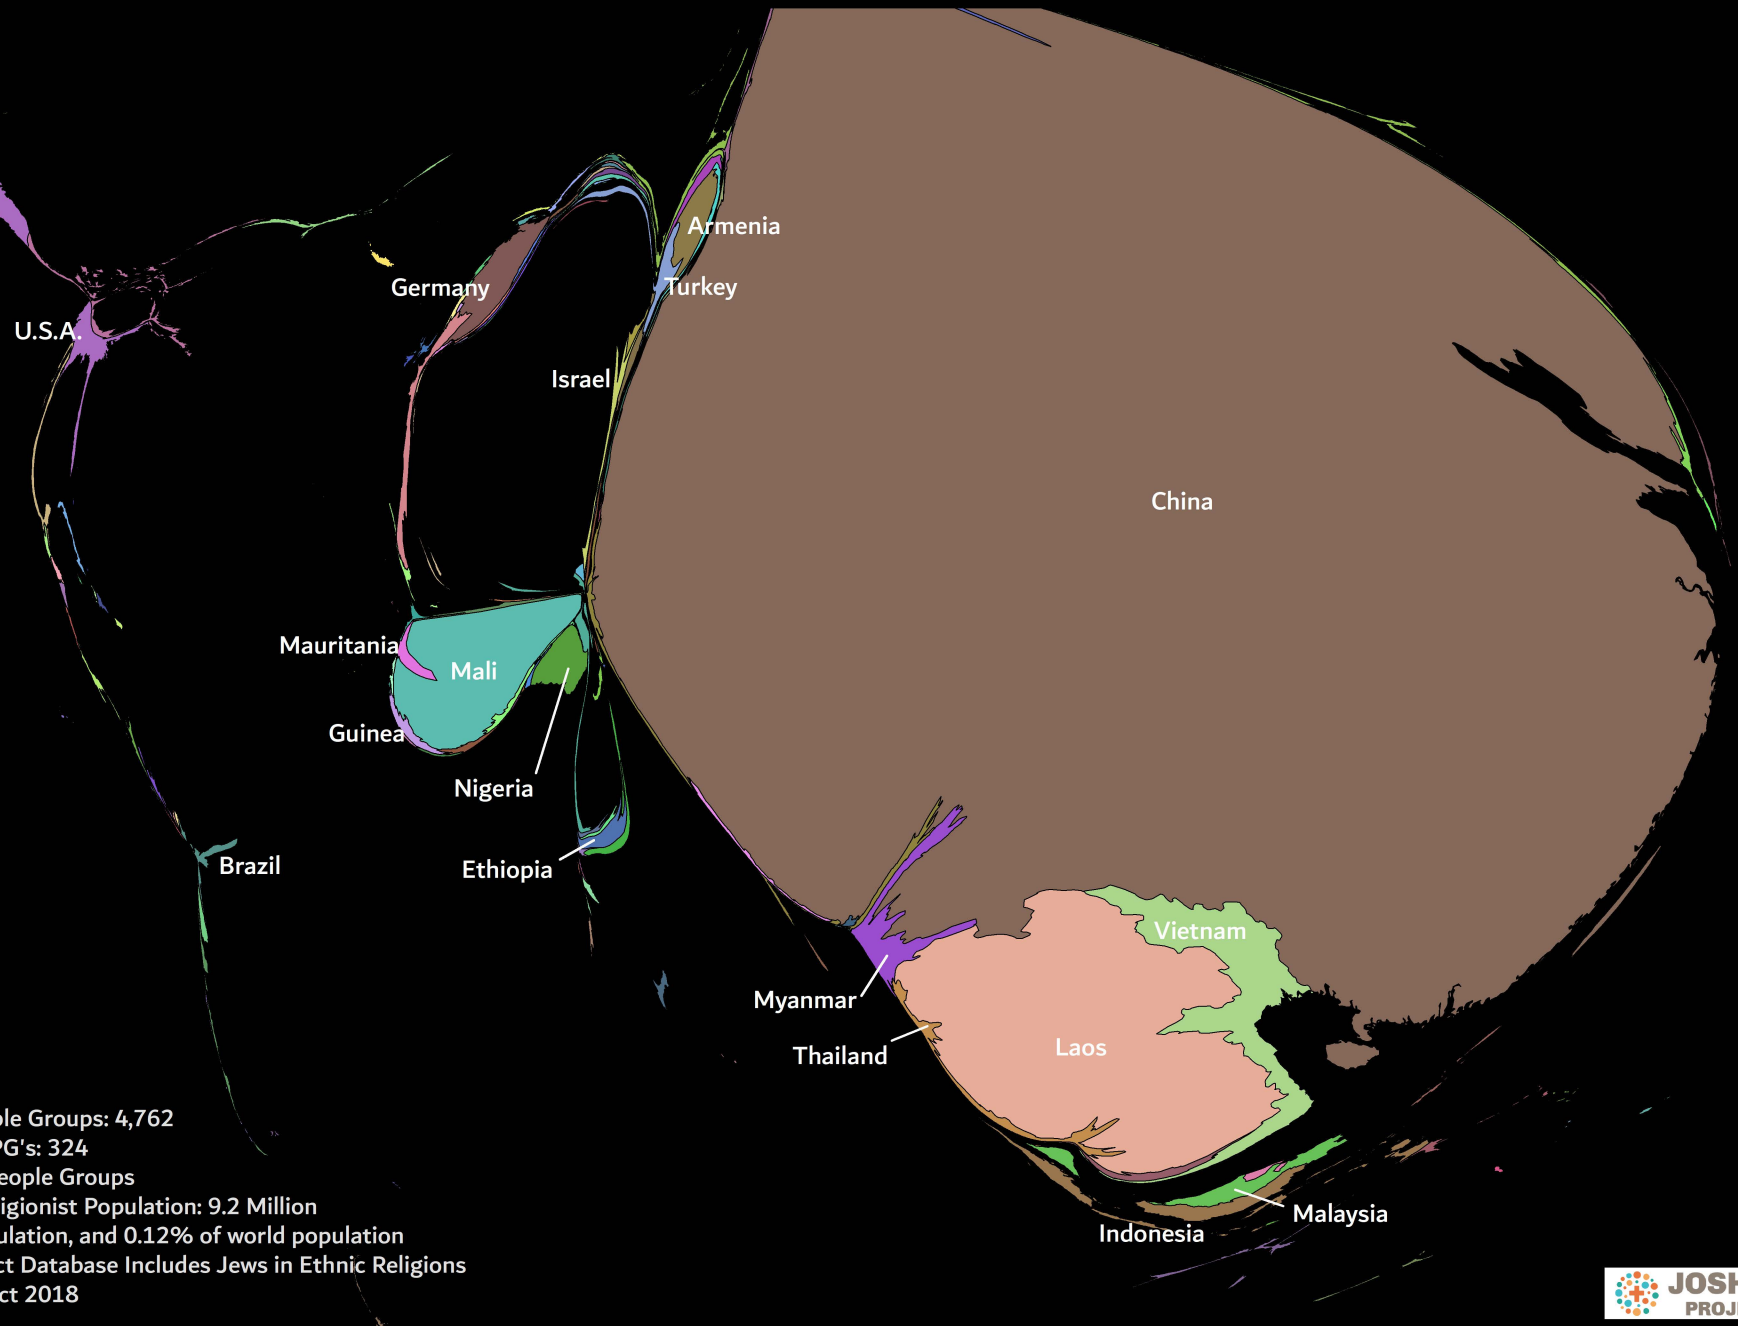 Armenia
Germany
Turkey
U.S.A.
Israel
China
Mauritania
Mali
Guinea
Nigeria
Brazil
Ethiopia
Vietnam
Myanmar
Thailand
Laos
Malaysia
Indonesia
ple Groups: 4,762
PG's: 324
eople Groups
igionist Population: 9.2 Million
ulation, and 0.12% of world population
ct Database Includes Jews in Ethnic Religions
ct 2018
JOSH
PROJ